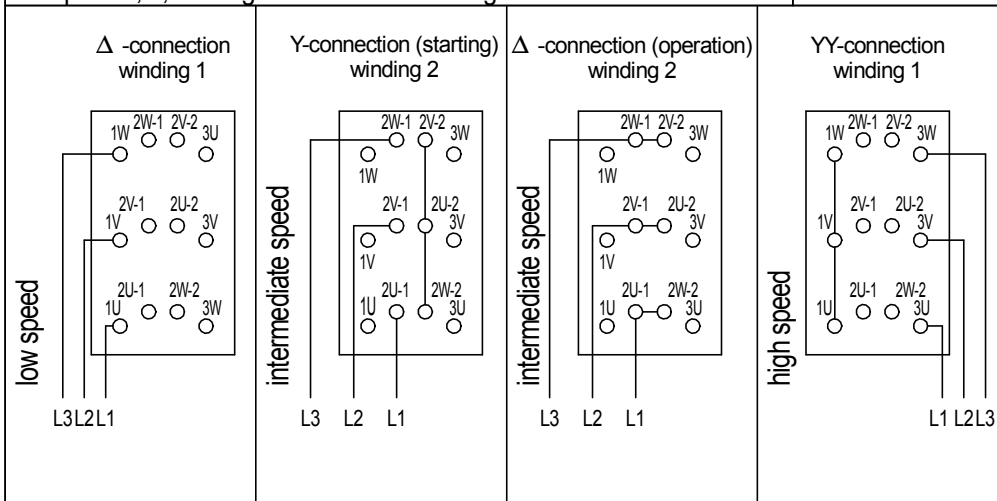 Δ -connection
winding 1
2W-1 2V-2
1W 3U
2V-1 2U-2
1V 3V
2U-1 2W-2
1U 3W
low speed
L3 L2 L1
Y-connection (starting)
winding 2
2W-1 2V-2
3W
1W
2V-1 2U-2
3V
1V
2U-1 2W-2
1U 3U
intermediate speed
L3 L2 L1
Δ -connection (operation)
winding 2
2W-1 2V-2
3W
1W
2V-1 2U-2
3V
1V
2U-1 2W-2
1U 3U
intermediate speed
L3 L2 L1
YY-connection
winding 1
2W-1 2V-2
1W 3W
2V-1 2U-2
1V 3V
2U-1 2W-2
1U 3U
high speed
L1 L2 L3